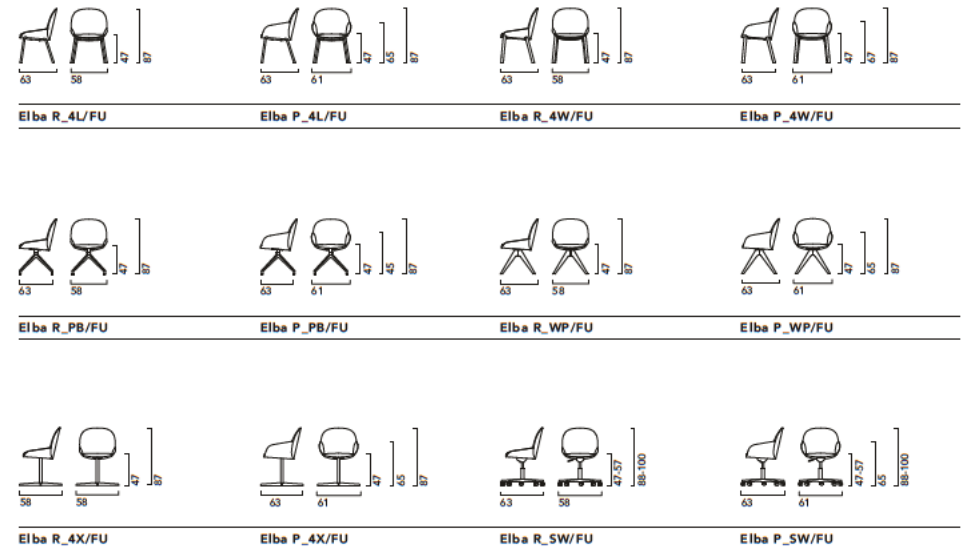 47 87 47 65 87 47 87 47 67 87
63 58 63 61 63 58 63 61
Elba R_4L/FU Elba P_4L/FU Elba R_4W/FU Elba P_4W/FU
47 87 47 45 87 47 87 47 65 87
63 58 63 61 63 58 63 61
Elba R_PB/FU Elba P_PB/FU Elba R_WP/FU Elba P_WP/FU
47 87 47 65 87 47-57 88-100 47-57 65 88-100
58 58 63 61 63 58 63 61
Elba R_4X/FU Elba P_4X/FU Elba R_SW/FU Elba P_SW/FU